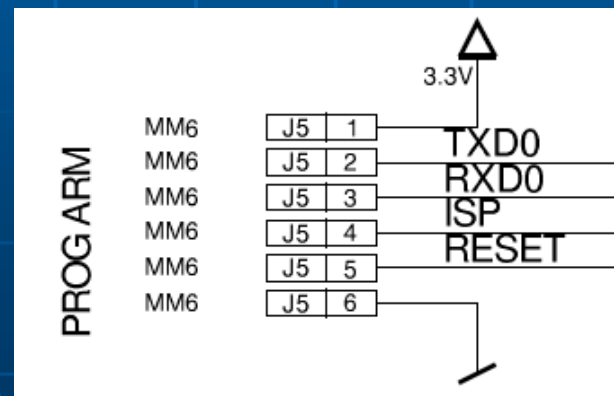 3.3V
MM6 J5 1
TXD0
MM6 J5 2
RXD0
MM6 J5 3
ISP
MM6 J5 4
RESET
MM6 J5 5
MM6 J5 6
PROG ARM